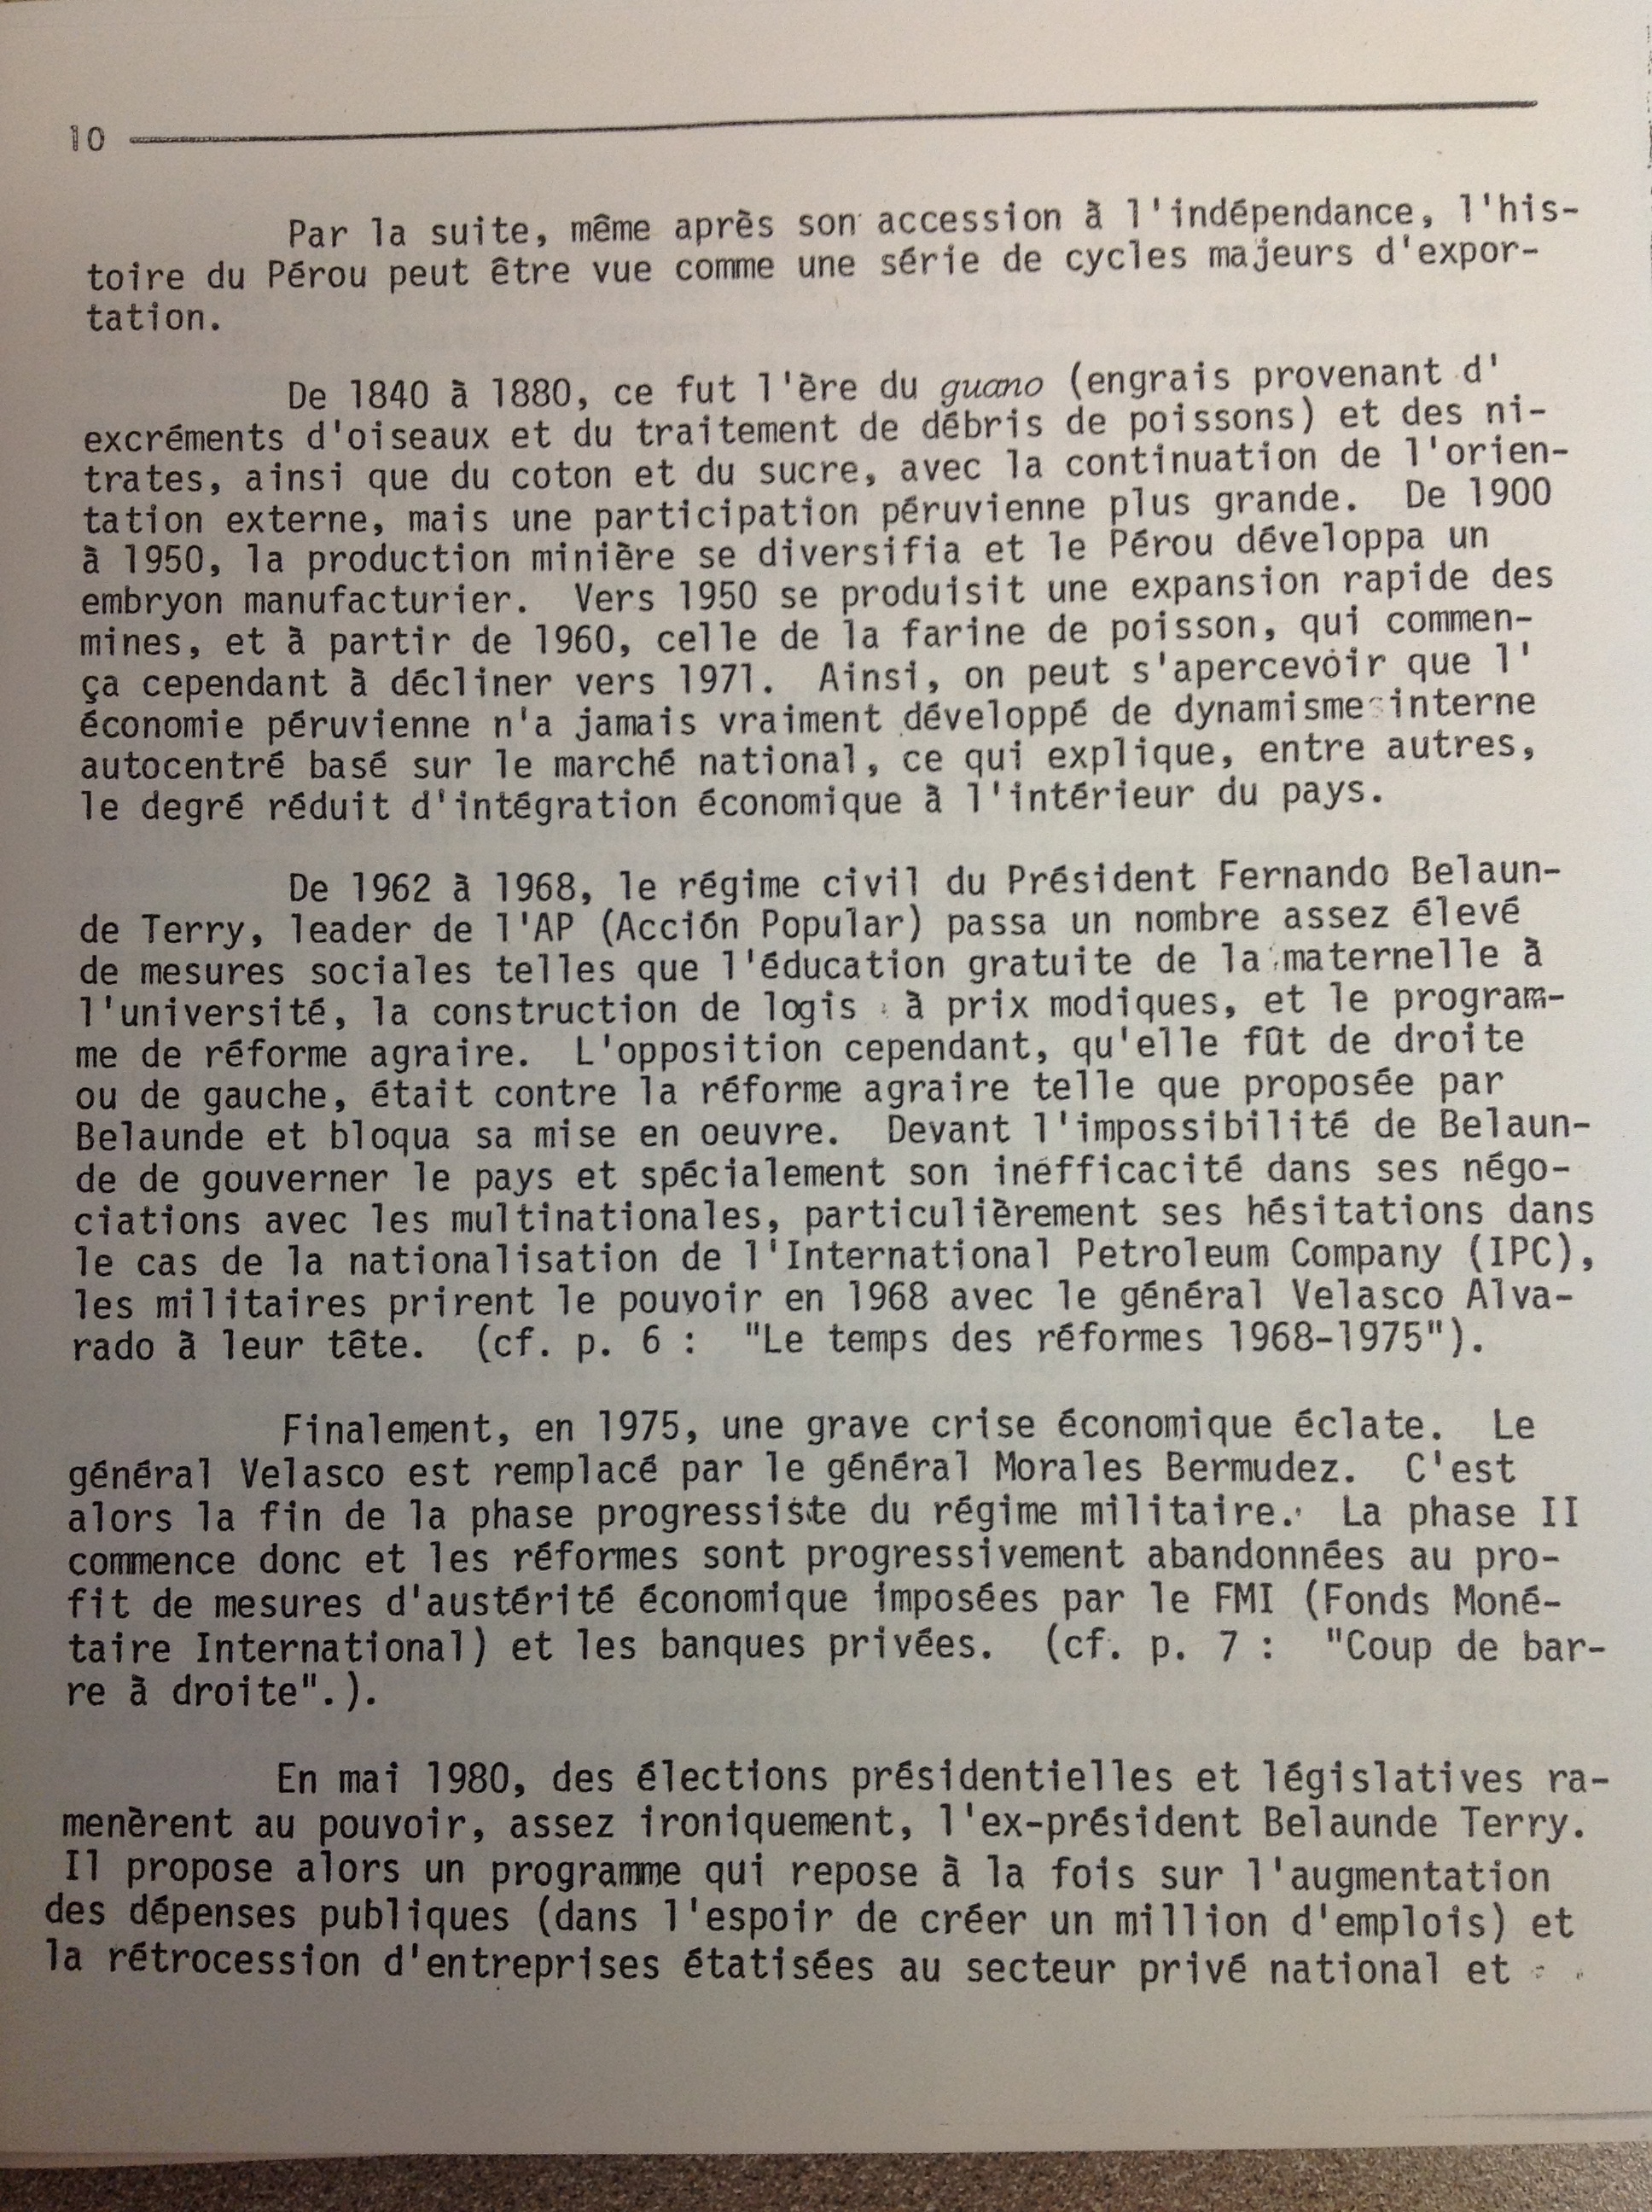 10
Par la suite, même après son accession à l'indépendance, l'his-
toire du Pérou peut être vue comme une série de cycles majeurs d'expor-
tation.
De 1840 à 1880, ce fut l'ère du guano (engrais provenant d'
excréments d'oiseaux et du traitement de débris de poissons) et des ni-
trates, ainsi que du coton et du sucre, avec la continuation de l'orien-
tation externe, mais une participation péruvienne plus grande. De 1900
à 1950, la production minière se diversifia et le Pérou développa un
embryon manufacturier. Vers 1950 se produisit une expansion rapide des
mines, et à partir de 1960, celle de la farine de poisson, qui commen-
ça cependant à décliner vers 1971. Ainsi, on peut s'apercevoir que l'
économie péruvienne n'a jamais vraiment développé de dynamisme interne
autocentré basé sur le marché national, ce qui explique, entre autres,
le degré réduit d'intégration économique à l'intérieur du pays.
De 1962 à 1968, le régime civil du Président Fernando Belaun-
de Terry, leader de l'AP (Acción Popular) passa un nombre assez élevé
de mesures sociales telles que l'éducation gratuite de la maternelle à
l'université, la construction de logis à prix modiques, et le program-
me de réforme agraire. L'opposition cependant, qu'elle fût de droite
ou de gauche, était contre la réforme agraire telle que proposée par
Belaunde et bloqua sa mise en oeuvre. Devant l'impossibilité de Belaun-
de de gouverner le pays et spécialement son inefficacité dans ses négo-
ciations avec les multinationales, particulièrement ses hésitations dans
le cas de la nationalisation de l'International Petroleum Company (IPC),
les militaires prirent le pouvoir en 1968 avec le général Velasco Alva-
rado à leur tête. (cf. p. 6 : "Le temps des réformes 1968-1975").
Finalement, en 1975, une grave crise économique éclate. Le
général Velasco est remplacé par le général Morales Bermudez. C'est
alors la fin de la phase progressiste du régime militaire. La phase II
commence donc et les réformes sont progressivement abandonnées au pro-
fit de mesures d'austérité économique imposées par le FMI (Fonds Moné-
taire International) et les banques privées. (cf. p. 7 : "Coup de bar-
re à droite".).
En mai 1980, des élections présidentielles et législatives ra-
menèrent au pouvoir, assez ironiquement, l'ex-président Belaunde Terry.
Il propose alors un programme qui repose à la fois sur l'augmentation
des dépenses publiques (dans l'espoir de créer un million d'emplois) et
la rétrocession d'entreprises étatisées au secteur privé national et